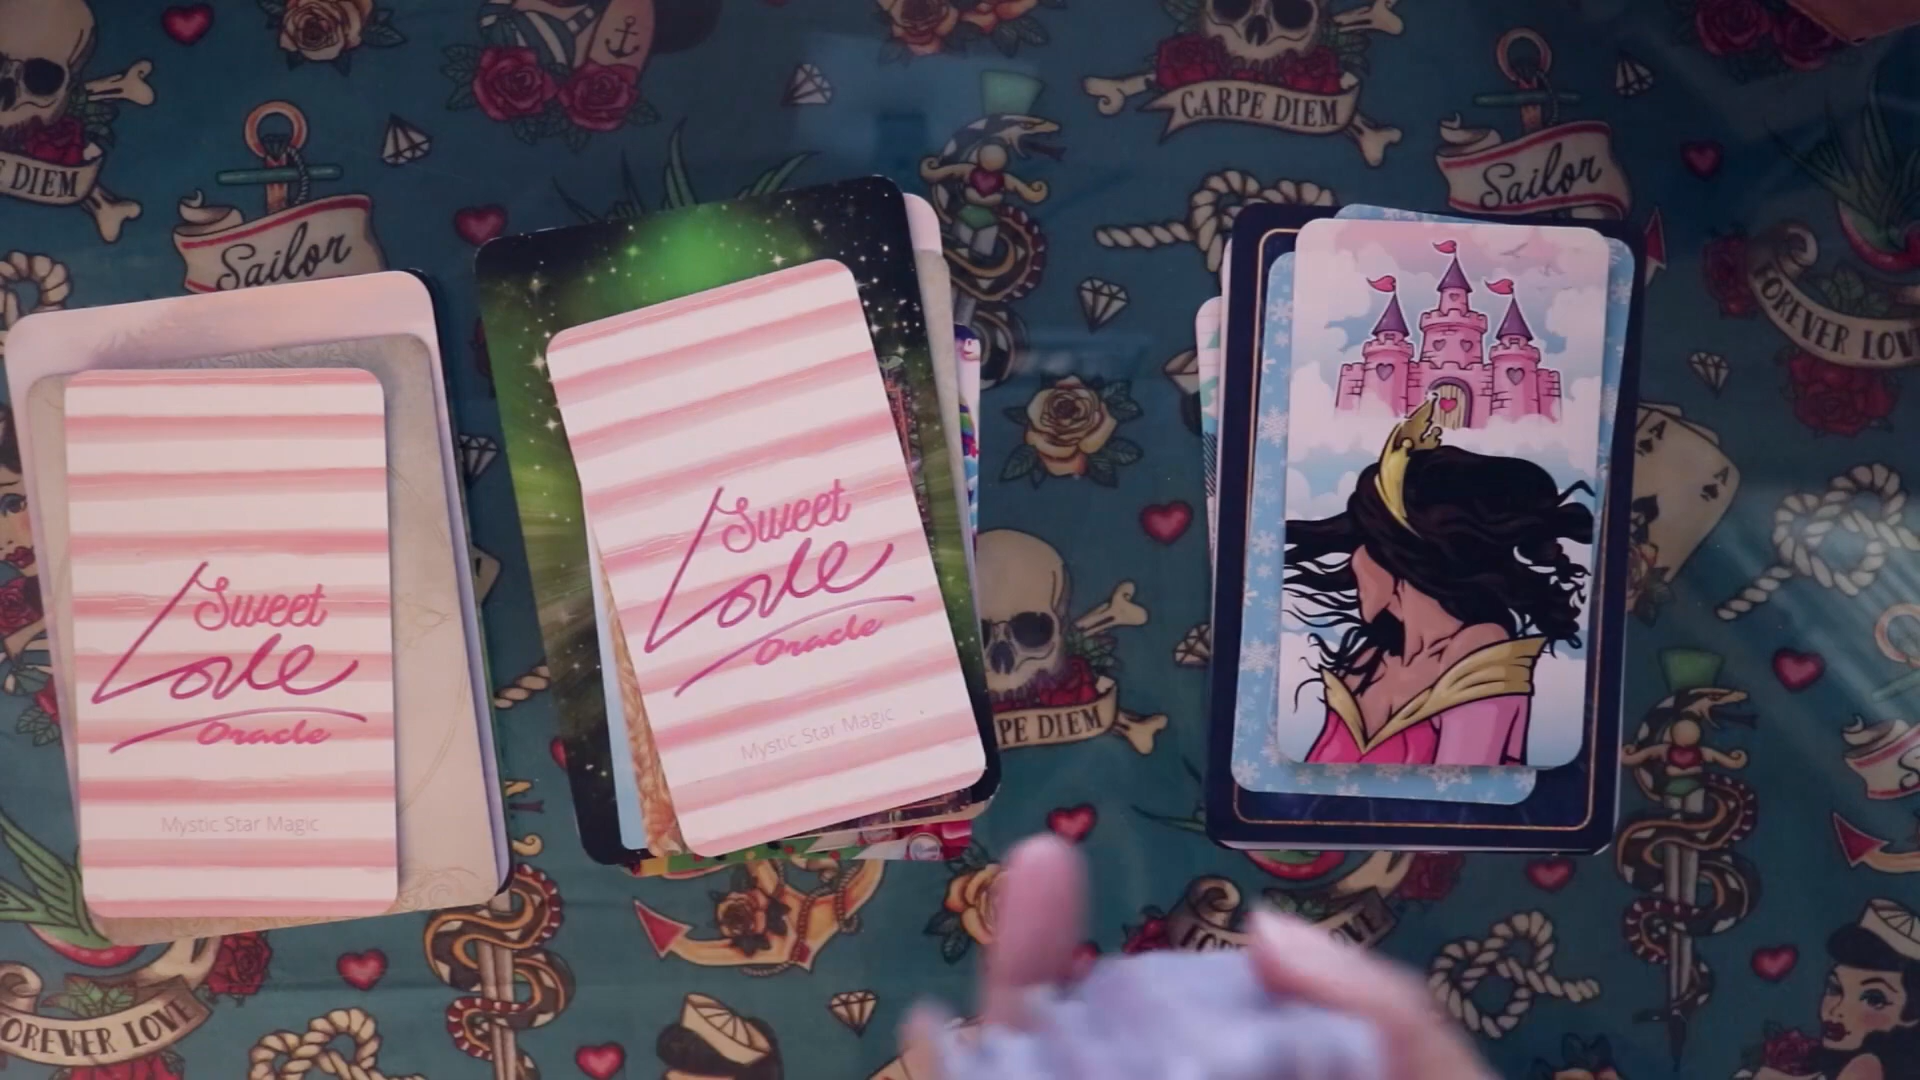 CARPE DIEM
Sailor
DIEM
Sailor
FOREVER LOV
Sweet
Love
Oracle
Mystic Star Magic
Sweet
Love
Oracle
Mystic Star Magic
A
A
PE DIEM
FOREVER LOVE